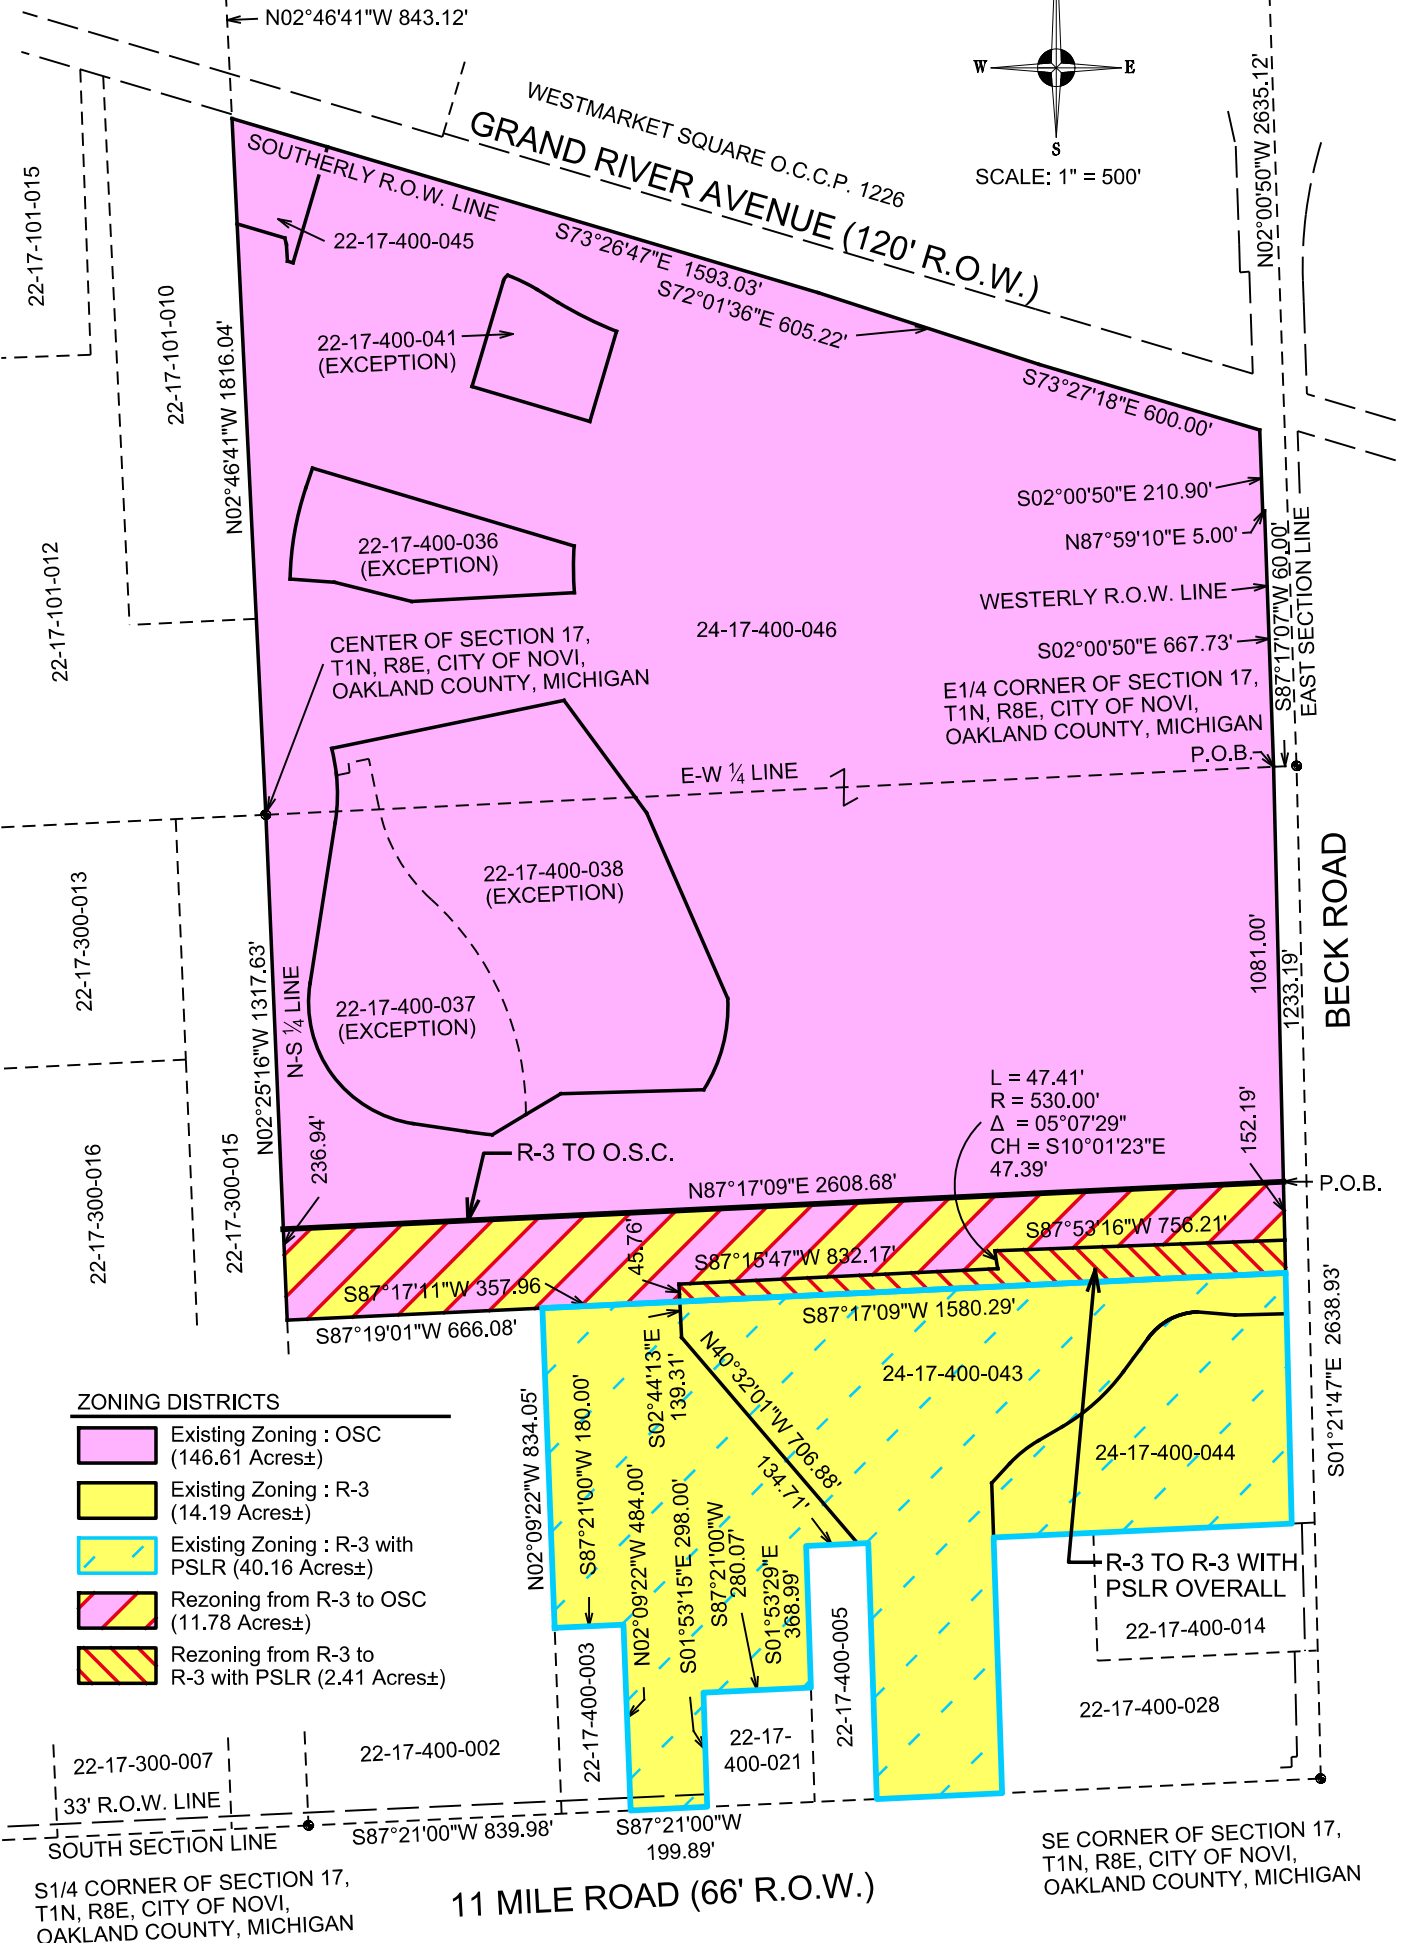 N02°46'41"W 843.12'
W
E
S
SCALE: 1" = 500'
WESTMARKET SQUARE O.C.C.P. 1226
GRAND RIVER AVENUE (120' R.O.W.)
N02°00'50"W 2635.12'
SOUTHERLY R.O.W. LINE
22-17-400-045
S73°26'47"E 1593.03'
S72°01'36"E 605.22'
S73°27'18"E 600.00'
22-17-101-015
22-17-101-010
N02°46'41"W 1816.04'
22-17-400-041
(EXCEPTION)
S02°00'50"E 210.90'
N87°59'10"E 5.00'
22-17-400-036
(EXCEPTION)
22-17-101-012
WESTERLY R.O.W. LINE
24-17-400-046
S02°00'50"E 667.73'
S87°17'07"W 60.00'
EAST SECTION LINE
CENTER OF SECTION 17,
T1N, R8E, CITY OF NOVI,
OAKLAND COUNTY, MICHIGAN
E1/4 CORNER OF SECTION 17,
T1N, R8E, CITY OF NOVI,
OAKLAND COUNTY, MICHIGAN
P.O.B.
E-W ¼ LINE
22-17-400-038
(EXCEPTION)
22-17-300-013
BECK ROAD
1081.00'
1233.19'
N02°25'16"W 1317.63'
N-S ¼ LINE
22-17-400-037
(EXCEPTION)
L = 47.41'
R = 530.00'
Δ = 05°07'29"
CH = S10°01'23"E
47.39'
152.19'
22-17-300-016
22-17-300-015
236.94'
R-3 TO O.S.C.
N87°17'09"E 2608.68'
P.O.B.
S87°53'16"W 756.21'
45.76'
S87°15'47"W 832.17'
S87°17'11"W 357.96
S87°17'09"W 1580.29'
S87°19'01"W 666.08'
S01°21'47"E 2638.93'
N40°32'01"W 706.88'
24-17-400-043
S02°44'13"E
139.31'
24-17-400-044
ZONING DISTRICTS
Existing Zoning : OSC
(146.61 Acres±)
Existing Zoning : R-3
(14.19 Acres±)
Existing Zoning : R-3 with
PSLR (40.16 Acres±)
Rezoning from R-3 to OSC
(11.78 Acres±)
Rezoning from R-3 to
R-3 with PSLR (2.41 Acres±)
N02°09'22"W 834.05'
S87°21'00"W 180.00'
N02°09'22"W 484.00'
S01°53'15"E 298.00'
S87°21'00"W
280.07'
134.71'
S01°53'29"E
368.99'
R-3 TO R-3 WITH
PSLR OVERALL
22-17-400-014
22-17-400-003
22-17-400-005
22-17-
400-021
22-17-400-028
22-17-300-007
22-17-400-002
33' R.O.W. LINE
SOUTH SECTION LINE
S87°21'00"W 839.98'
S87°21'00"W
199.89'
S1/4 CORNER OF SECTION 17,
T1N, R8E, CITY OF NOVI,
OAKLAND COUNTY, MICHIGAN
11 MILE ROAD (66' R.O.W.)
SE CORNER OF SECTION 17,
T1N, R8E, CITY OF NOVI,
OAKLAND COUNTY, MICHIGAN